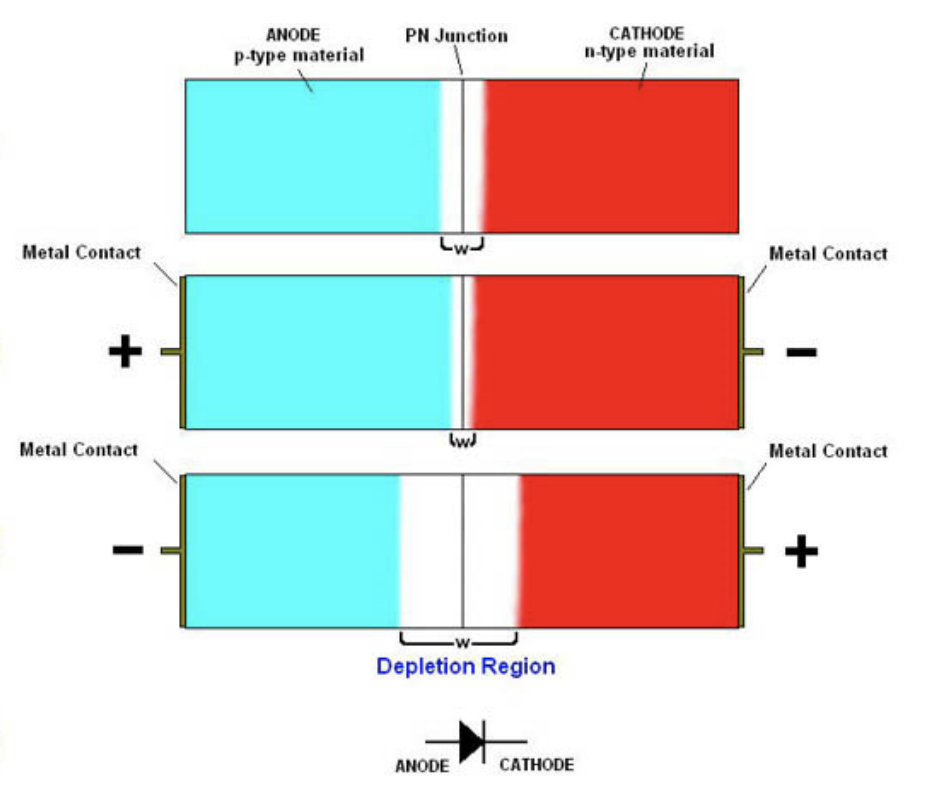 ANODE
p-type material
PN Junction
CATHODE
n-type material
w
Metal Contact
Metal Contact
+
−
w
Metal Contact
Metal Contact
−
+
w
Depletion Region
ANODE
CATHODE